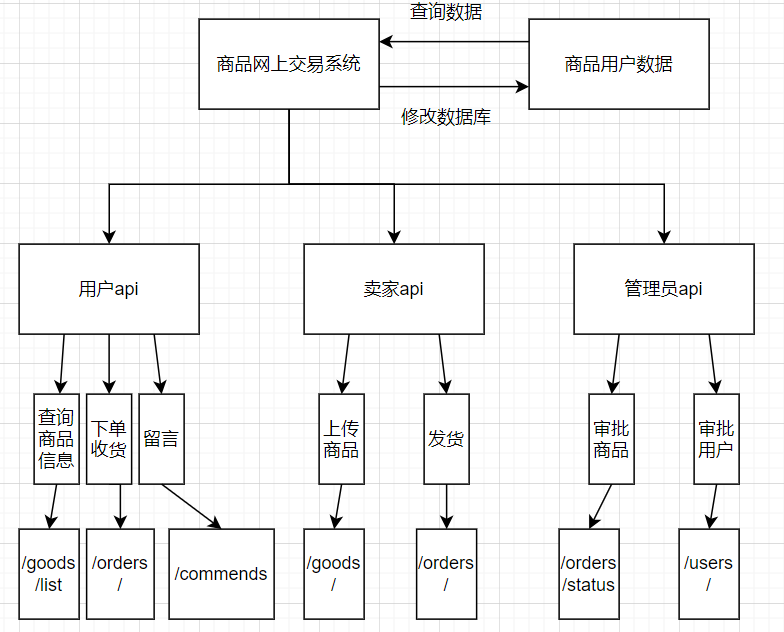 查询数据
商品网上交易系统
商品用户数据
修改数据库
用户api
卖家api
管理员api
查询
商品
信息
下单
收货
留言
上传
商品
发货
审批
商品
审批
用户
/goods
/list
/orders
/
/commends
/goods
/
/orders
/
/orders
/status
/users
/